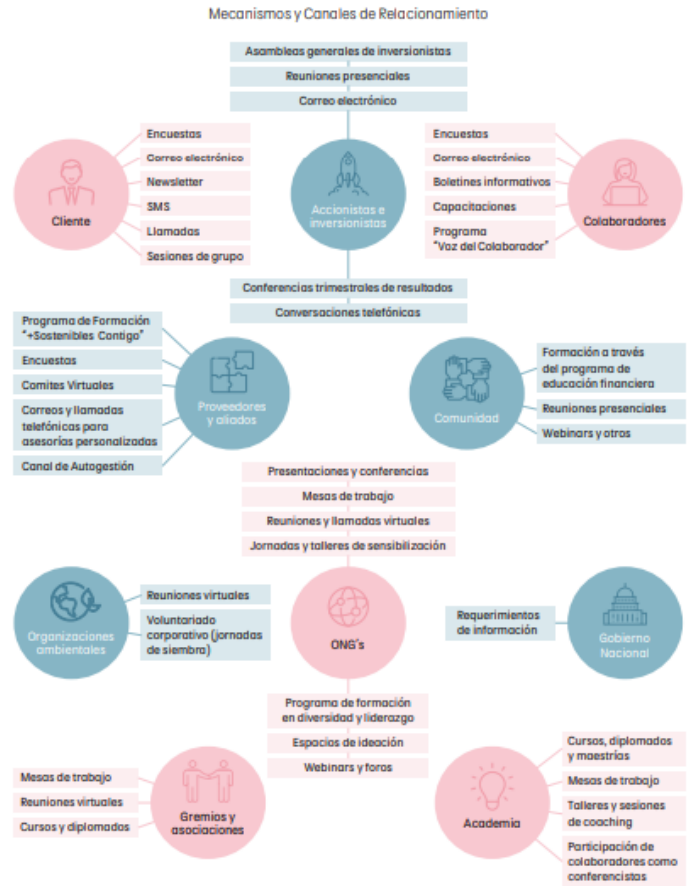 Mecanismos y Canales de Relacionamiento
Asambleas generales de inversionistas
Reuniones presenciales
Correo electrónico
Accionistas e
inversionistas
Conferencias trimestrales de resultados
Conversaciones telefónicas
Cliente
Encuestas
Correo electrónico
Newsletter
SMS
Llamadas
Sesiones de grupo
Encuestas
Correo electrónico
Boletines informativos
Capacitaciones
Programa
“Voz del Colaborador”
Colaboradores
Programa de Formación
“+Sostenibles Contigo”
Encuestas
Comites Virtuales
Correos y llamadas
telefónicas para
asesorías personalizadas
Canal de Autogestión
Proveedores
y aliados
Comunidad
Formación a través
del programa de
educación financiera
Reuniones presenciales
Webinars y otros
Presentaciones y conferencias
Mesas de trabajo
Reuniones y llamadas virtuales
Jornadas y talleres de sensibilización
ONG´s
Programa de formación
en diversidad y liderazgo
Espacios de ideación
Webinars y foros
Organizaciones
ambientales
Reuniones virtuales
Voluntariado
corporativo (jornadas
de siembra)
Requerimientos
de información
Gobierno
Nacional
Mesas de trabajo
Reuniones virtuales
Cursos y diplomados
Gremios y
asociaciones
Academia
Cursos, diplomados
y maestrías
Mesas de trabajo
Talleres y sesiones
de coaching
Participación de
colaboradores como
conferencistas